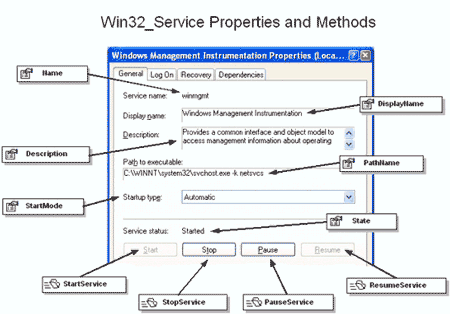 Win32_Service Properties and Methods
Windows Management Instrumentation Properties (Loca...
General Log On Recovery Dependencies
Name
Service name: winmgmt
DisplayName
Display name: Windows Management Instrumentation
Description: Provides a common interface and object model to
access management information about operating
Description
Path to executable:
PathName
C:\WINNT\system32\svchost.exe -k netsvcs
StartMode
Startup type: Automatic
State
Service status: Started
Start Stop Pause Resume
StartService
ResumeService
StopService
PauseService